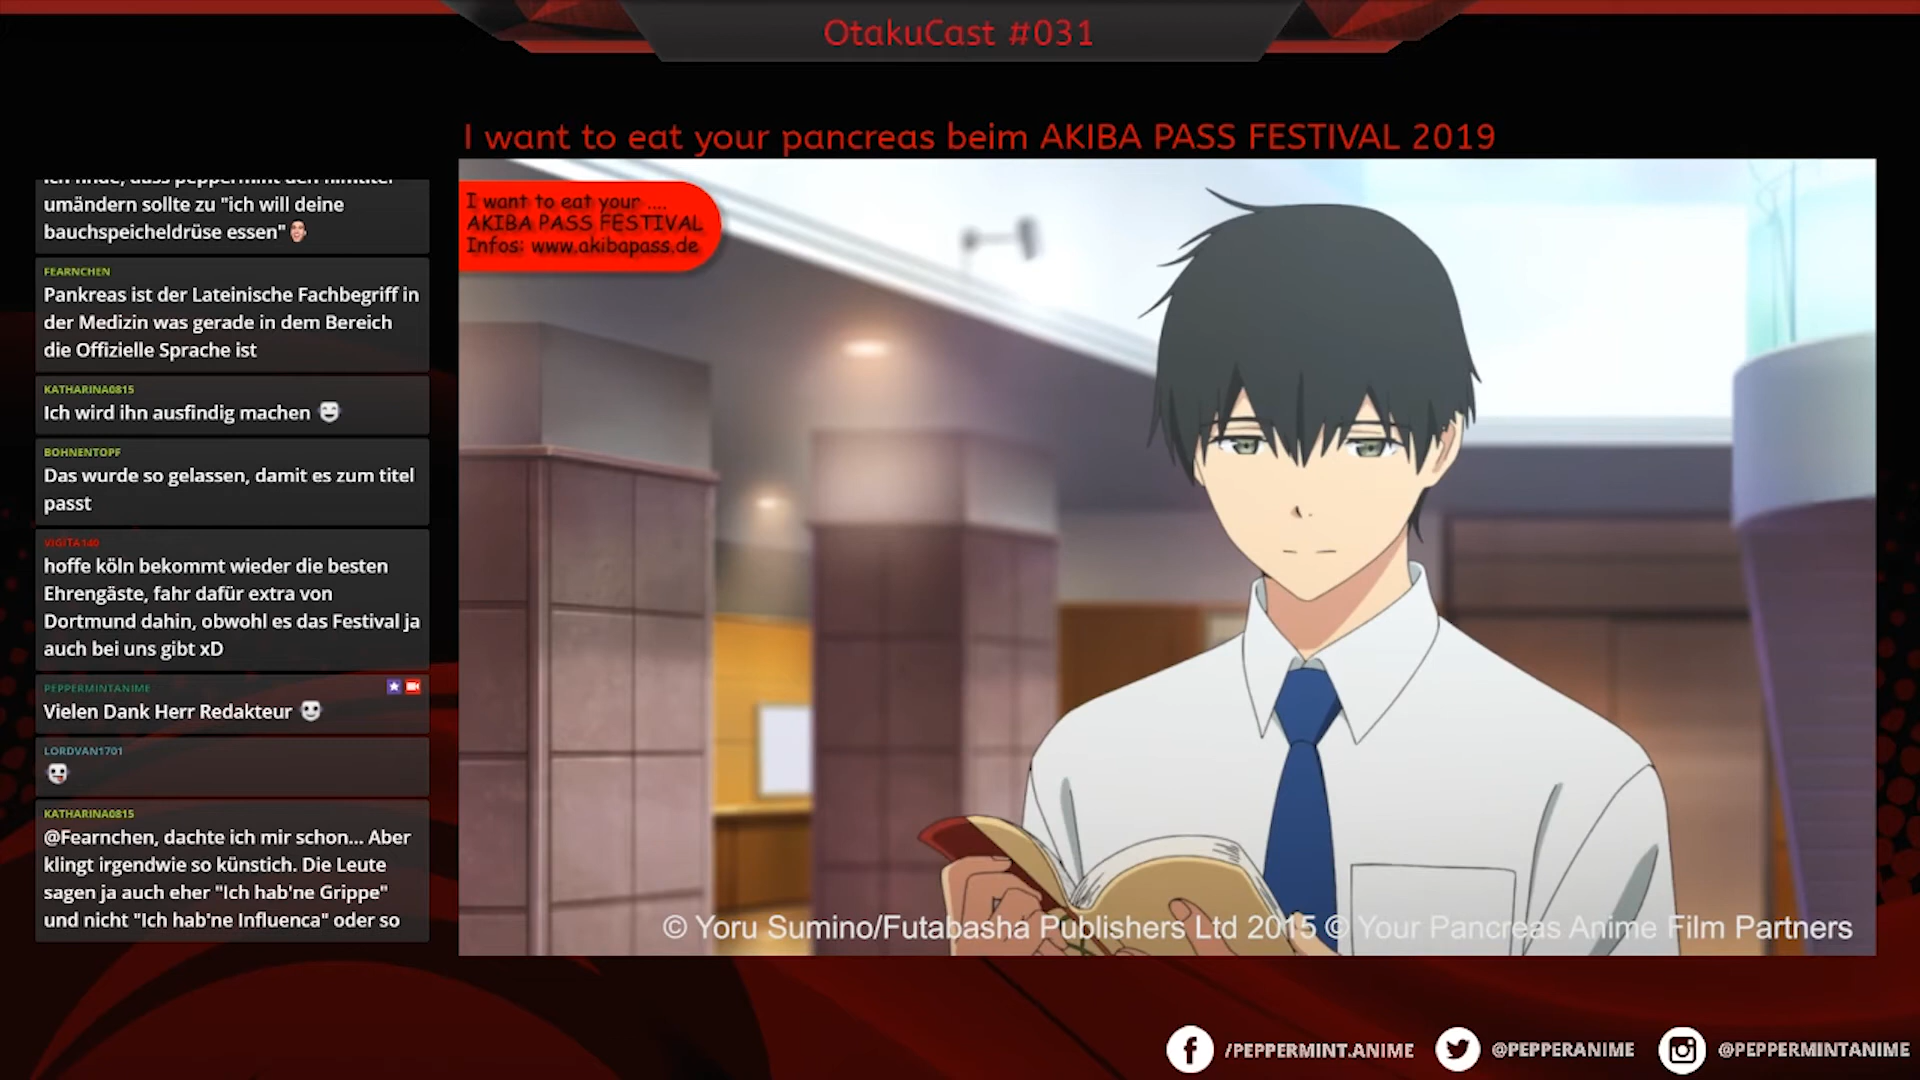 OtakuCast #031
I want to eat your pancreas beim AKIBA PASS FESTIVAL 2019
I want to eat your ....
AKIBA PASS FESTIVAL
Infos: www.akibapass.de
umändern sollte zu "ich will deine
bauchspeicheldrüse essen"
FEARNCHEN
Pankreas ist der Lateinische Fachbegriff in
der Medizin was gerade in dem Bereich
die Offizielle Sprache ist
KATHARINA0815
Ich wird ihn ausfindig machen
BOHNENTOPF
Das wurde so gelassen, damit es zum titel
passt
VIGITA140
hoffe köln bekommt wieder die besten
Ehrengäste, fahr dafür extra von
Dortmund dahin, obwohl es das Festival ja
auch bei uns gibt xD
PEPPERMINTANIME
Vielen Dank Herr Redakteur
LORDVAN1701
KATHARINA0815
@Fearnchen, dachte ich mir schon... Aber
klingt irgendwie so künstich. Die Leute
sagen ja auch eher "Ich hab'ne Grippe"
und nicht "Ich hab'ne Influenca" oder so
© Yoru Sumino/Futabasha Publishers Ltd 2015 © Your Pancreas Anime Film Partners
/PEPPERMINT.ANIME
@PEPPERANIME
@PEPPERMINTANIME